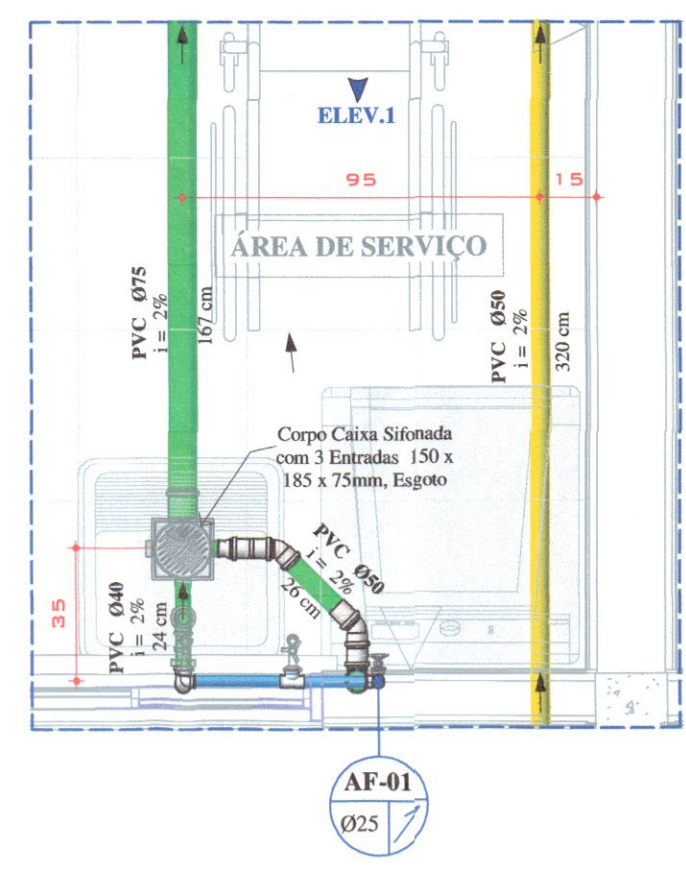 ELEV.1
95
15
ÁREA DE SERVIÇO
PVC Ø75
i = 2%
167 cm
PVC Ø50
i = 2%
320 cm
Corpo Caixa Sifonada
com 3 Entradas 150 x
185 x 75mm, Esgoto
PVC Ø50
i = 2%
26 cm
35
PVC Ø40
i = 2%
24 cm
AF-01
Ø25